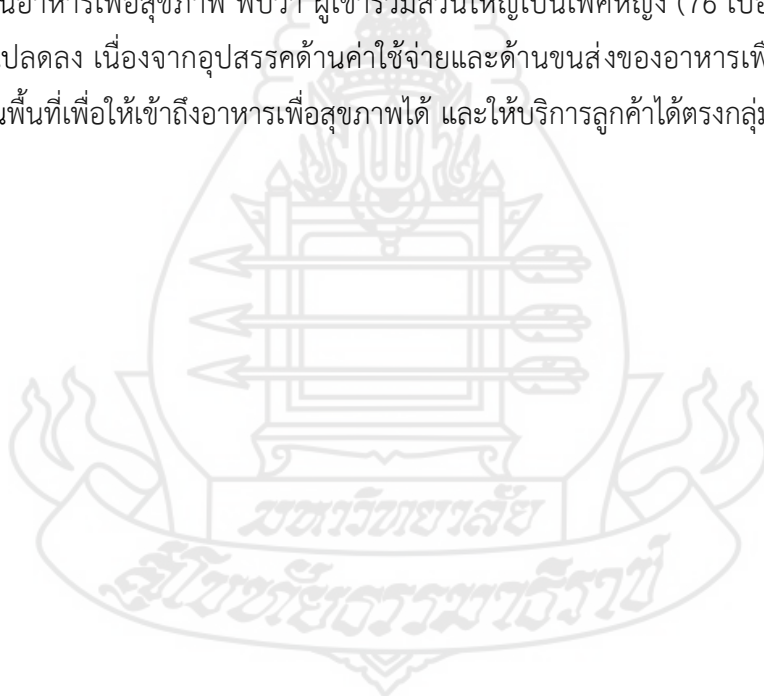 นอาหารเพื่อสุขภาพ พบว่า ผู้เข้าร่วมส่วนใหญ่เป็นเพศหญิง (76 เปอ
ปลดลง เนื่องจากอุปสรรคด้านค่าใช้จ่ายและด้านขนส่งของอาหารเพื
นพื้นที่เพื่อให้เข้าถึงอาหารเพื่อสุขภาพได้ และให้บริการลูกค้าได้ตรงกลุ่ม
มหาวิทยาลัย
สุโขทัยธรรมาธิราช